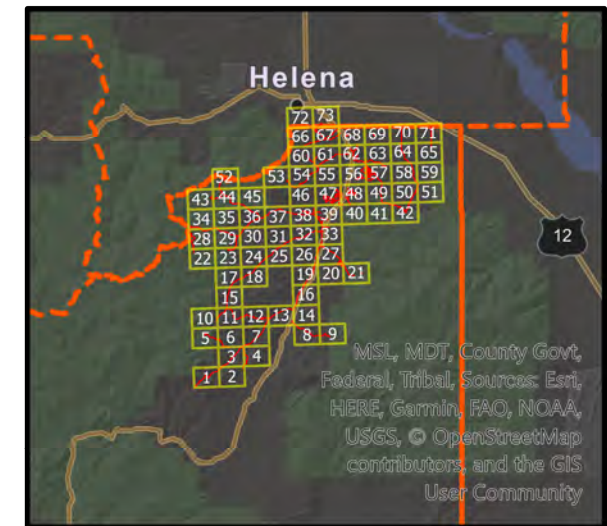 Helena
72 73
66 67 68 69 70 71
60 61 62 63 64 65
52 53 54 55 56 57 58 59
43 44 45 46 47 48 49 50 51
34 35 36 37 38 39 40 41 42
12
28 29 30 31 32 33
22 23 24 25 26 27
17 18 19 20 21
15 16
10 11 12 13 14
5 6 7 8 9
3 4
1 2
MSL, MDT, County Govt,
Federal, Tribal, Sources: Esri,
HERE, Garmin, FAO, NOAA,
USGS, © OpenStreetMap
contributors, and the GIS
User Community